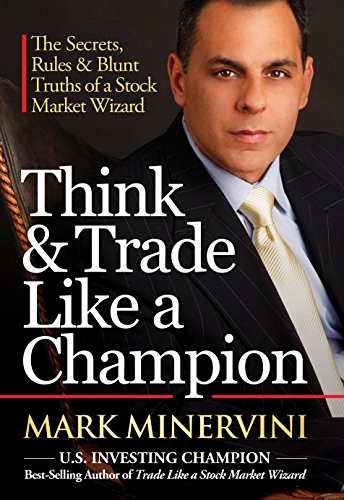 The Secrets,
Rules & Blunt
Truths of a Stock
Market Wizard
Think
& Trade
Like a
Champion
MARK MINERVINI
U.S. INVESTING CHAMPION
Best-Selling Author of Trade Like a Stock Market Wizard